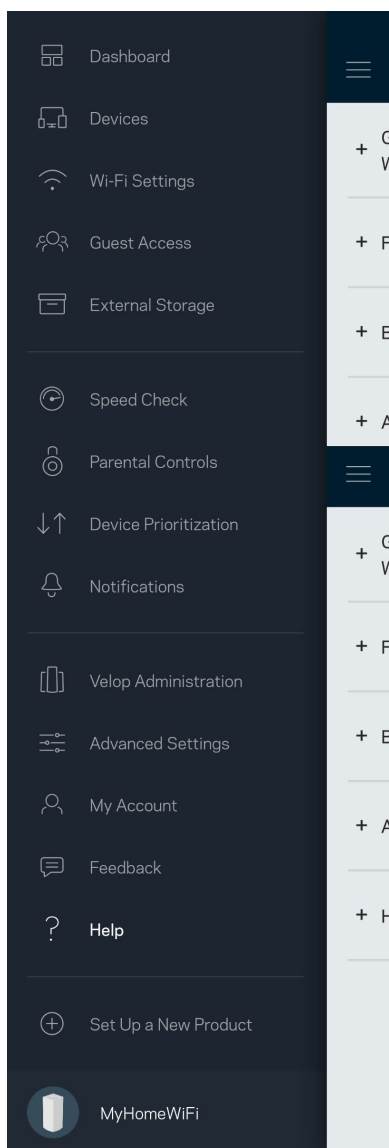 Dashboard
Devices
Wi-Fi Settings
Guest Access
External Storage
Speed Check
Parental Controls
Device Prioritization
Notifications
Velop Administration
Advanced Settings
My Account
Feedback
Help
Set Up a New Product
MyHomeWiFi